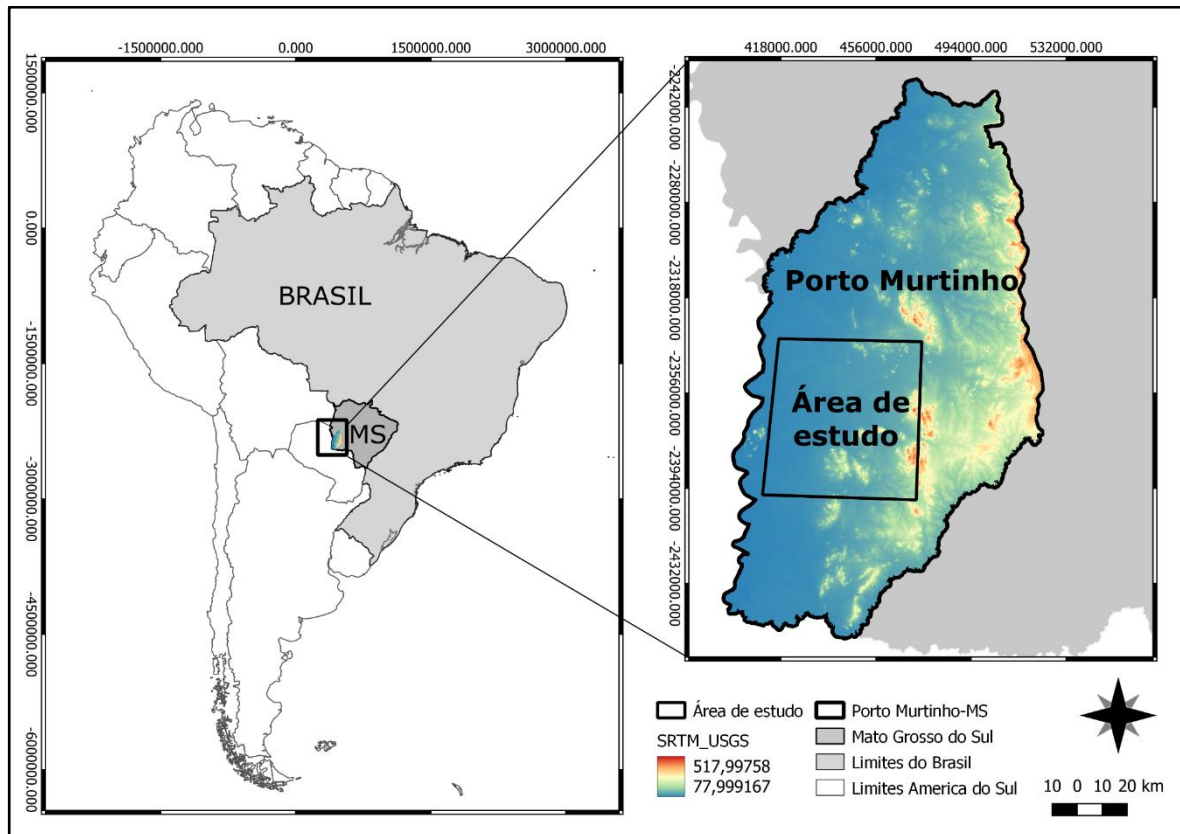 -1500000.000 0.000 1500000.000 3000000.000
1500000.000
0.000
-1500000.000
-3000000.000
-4500000.000
-6000000.000
BRASIL
MS
418000.000 456000.000 494000.000 532000.000
-2242000.000
-2280000.000
-2318000.000
-2356000.000
-2394000.000
-2432000.000
Porto Murtinho
Área de
estudo
Área de estudo
SRTM_USGS
517,99758
77,999167
Porto Murtinho-MS
Mato Grosso do Sul
Limites do Brasil
Limites America do Sul
10 0 10 20 km